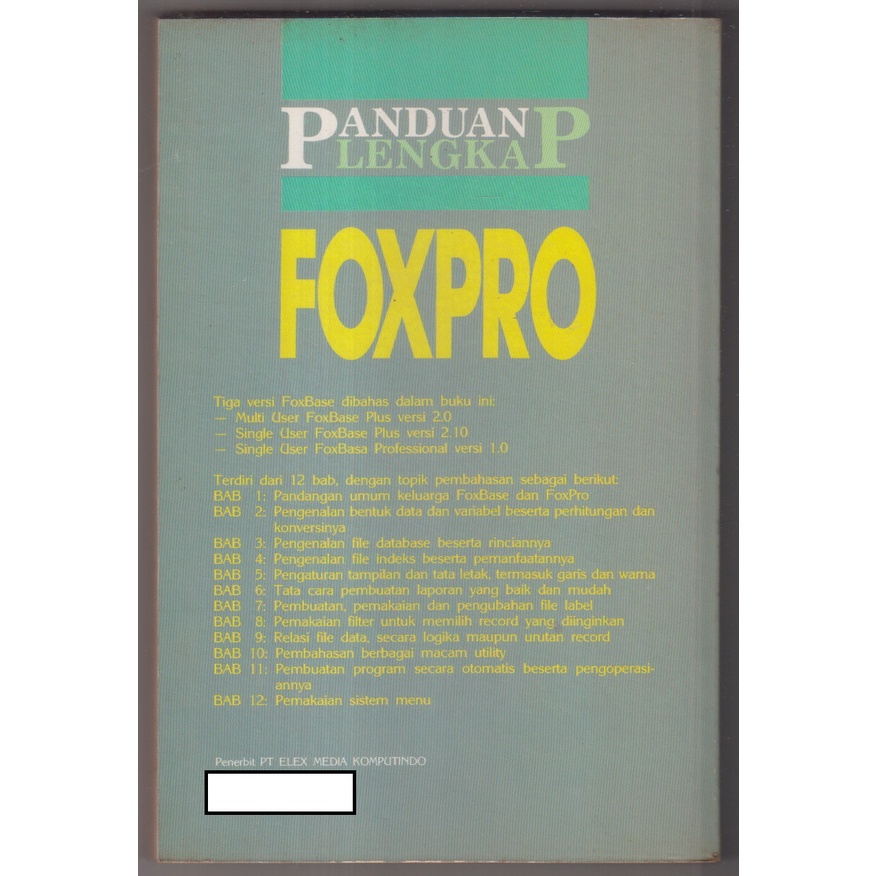 PANDUAN
LENGKAP
FOXPRO
Tiga versi FoxBase dibahas dalam buku ini:
— Multi User FoxBase Plus versi 2.0
— Single User FoxBase Plus versi 2.10
— Single User FoxBasa Professional versi 1.0
Terdiri dari 12 bab, dengan topik pembahasan sebagai berikut:
BAB 1: Pandangan umum keluarga FoxBase dan FoxPro
BAB 2: Pengenalan bentuk data dan variabel beserta perhitungan dan
konversinya
BAB 3: Pengenalan file database beserta rinciannya
BAB 4: Pengenalan file indeks beserta pemanfaatannya
BAB 5: Pengaturan tampilan dan tata letak, termasuk garis dan warna
BAB 6: Tata cara pembuatan laporan yang baik dan mudah
BAB 7: Pembuatan, pemakaian dan pengubahan file label
BAB 8: Pemakaian filter untuk memilih record yang diinginkan
BAB 9: Relasi file data, secara logika maupun urutan record
BAB 10: Pembahasan berbagai macam utility
BAB 11: Pembuatan program secara otomatis beserta pengoperasi-
annya
BAB 12: Pemakaian sistem menu
Penerbit PT ELEX MEDIA KOMPUTINDO